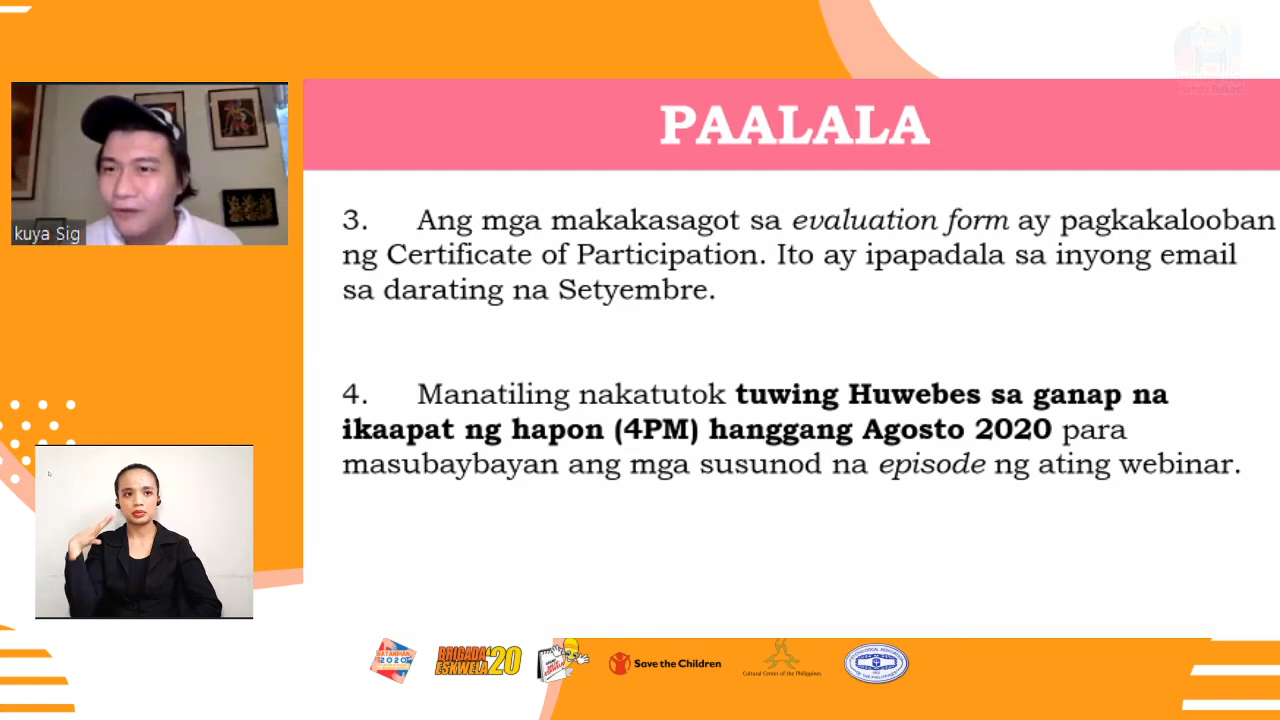 PAALALA
kuya Sig
3. Ang mga makakasagot sa evaluation form ay pagkakalooban
ng Certificate of Participation. Ito ay ipapadala sa inyong email
sa darating na Setyembre.
4. Manatiling nakatutok tuwing Huwebes sa ganap na
ikaapat ng hapon (4PM) hanggang Agosto 2020 para
masubaybayan ang mga susunod na episode ng ating webinar.
BAYANIHAN
2020
BRIGADA '20
ESKWELA
Save the Children
Cultural Center of the Philippines